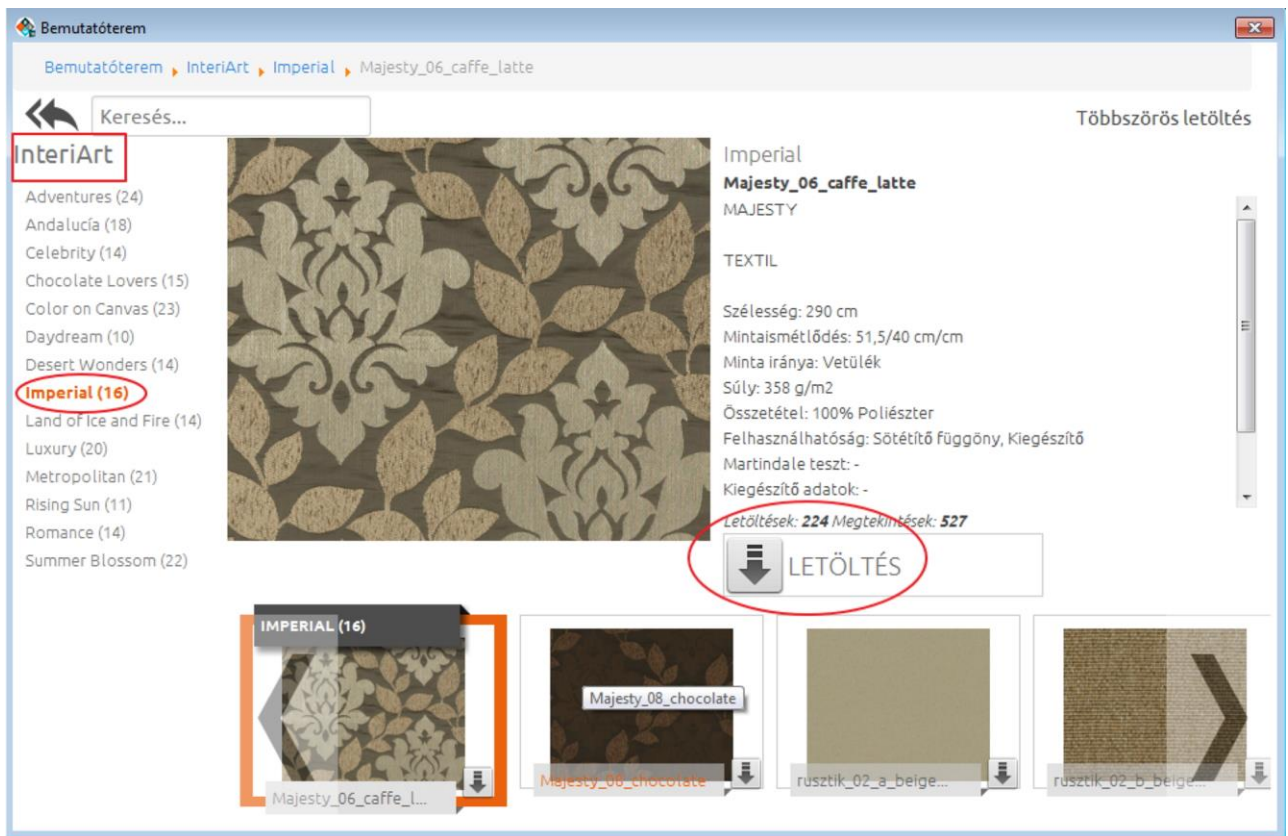 Bemutatóterem
Bemutatóterem InteriArt Imperial Majesty_06_caffe_latte
Keresés...
Többszörös letöltés
InteriArt
Adventures (24)
Andalucía (18)
Celebrity (14)
Chocolate Lovers (15)
Color on Canvas (23)
Daydream (10)
Desert Wonders (14)
Imperial (16)
Land of Ice and Fire (14)
Luxury (20)
Metropolitan (21)
Rising Sun (11)
Romance (14)
Summer Blossom (22)
Imperial
Majesty_06_caffe_latte
MAJESTY
TEXTIL
Szélesség: 290 cm
Mintaismétlődés: 51,5/40 cm/cm
Minta iránya: Vetülék
Súly: 358 g/m2
Összetétel: 100% Poliészter
Felhasználhatóság: Sötétítő függöny, Kiegészítő
Martindale teszt: -
Kiegészítő adatok: -
Letöltések: 224 Megtekintések: 527
LETÖLTÉS
IMPERIAL (16)
Majesty_06_caffe_l...
Majesty_08_chocolate
Majesty_08_chocolate
rusztik_02_a_beige...
rusztik_02_b_beige...